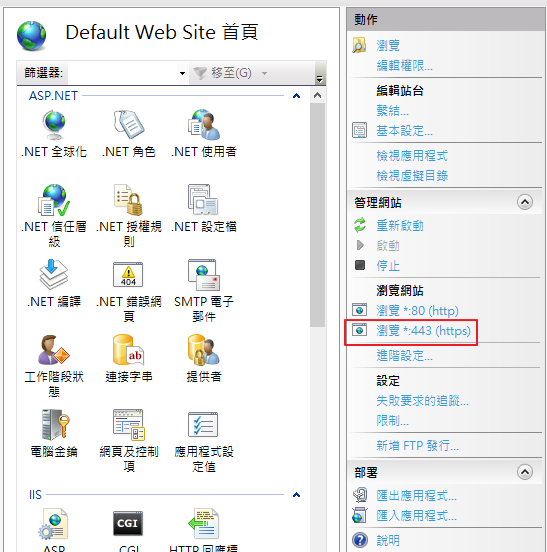 Default Web Site 首頁
篩選器:
移至(G)
ASP.NET
.NET 全球化
.NET 角色
.NET 使用者
.NET 信任層
級
.NET 授權規
則
.NET 設定檔
.NET 編譯
404
.NET 錯誤網
頁
SMTP 電子
郵件
工作階段狀
態
ab
連接字串
ab
提供者
電腦金鑰
網頁及控制
項
應用程式設
定值
IIS
ASP
CGI
CGI
HTTP 回應標
動作
瀏覽
編輯權限...
編輯站台
繫結...
基本設定...
檢視應用程式
檢視虛擬目錄
管理網站
重新啟動
啟動
停止
瀏覽網站
瀏覽 *:80 (http)
瀏覽 *:443 (https)
進階設定...
設定
失敗要求的追蹤...
限制...
新增 FTP 發行...
部署
匯出應用程式...
匯入應用程式...
說明